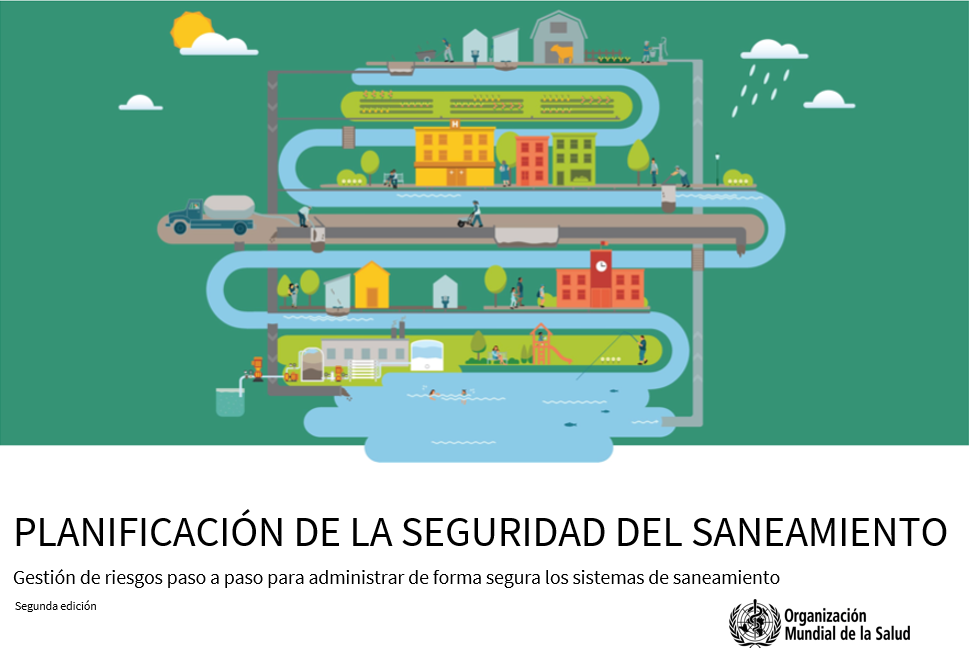 H
PLANIFICACIÓN DE LA SEGURIDAD DEL SANEAMIENTO
Gestión de riesgos paso a paso para administrar de forma segura los sistemas de saneamiento
Segunda edición
Organización
Mundial de la Salud